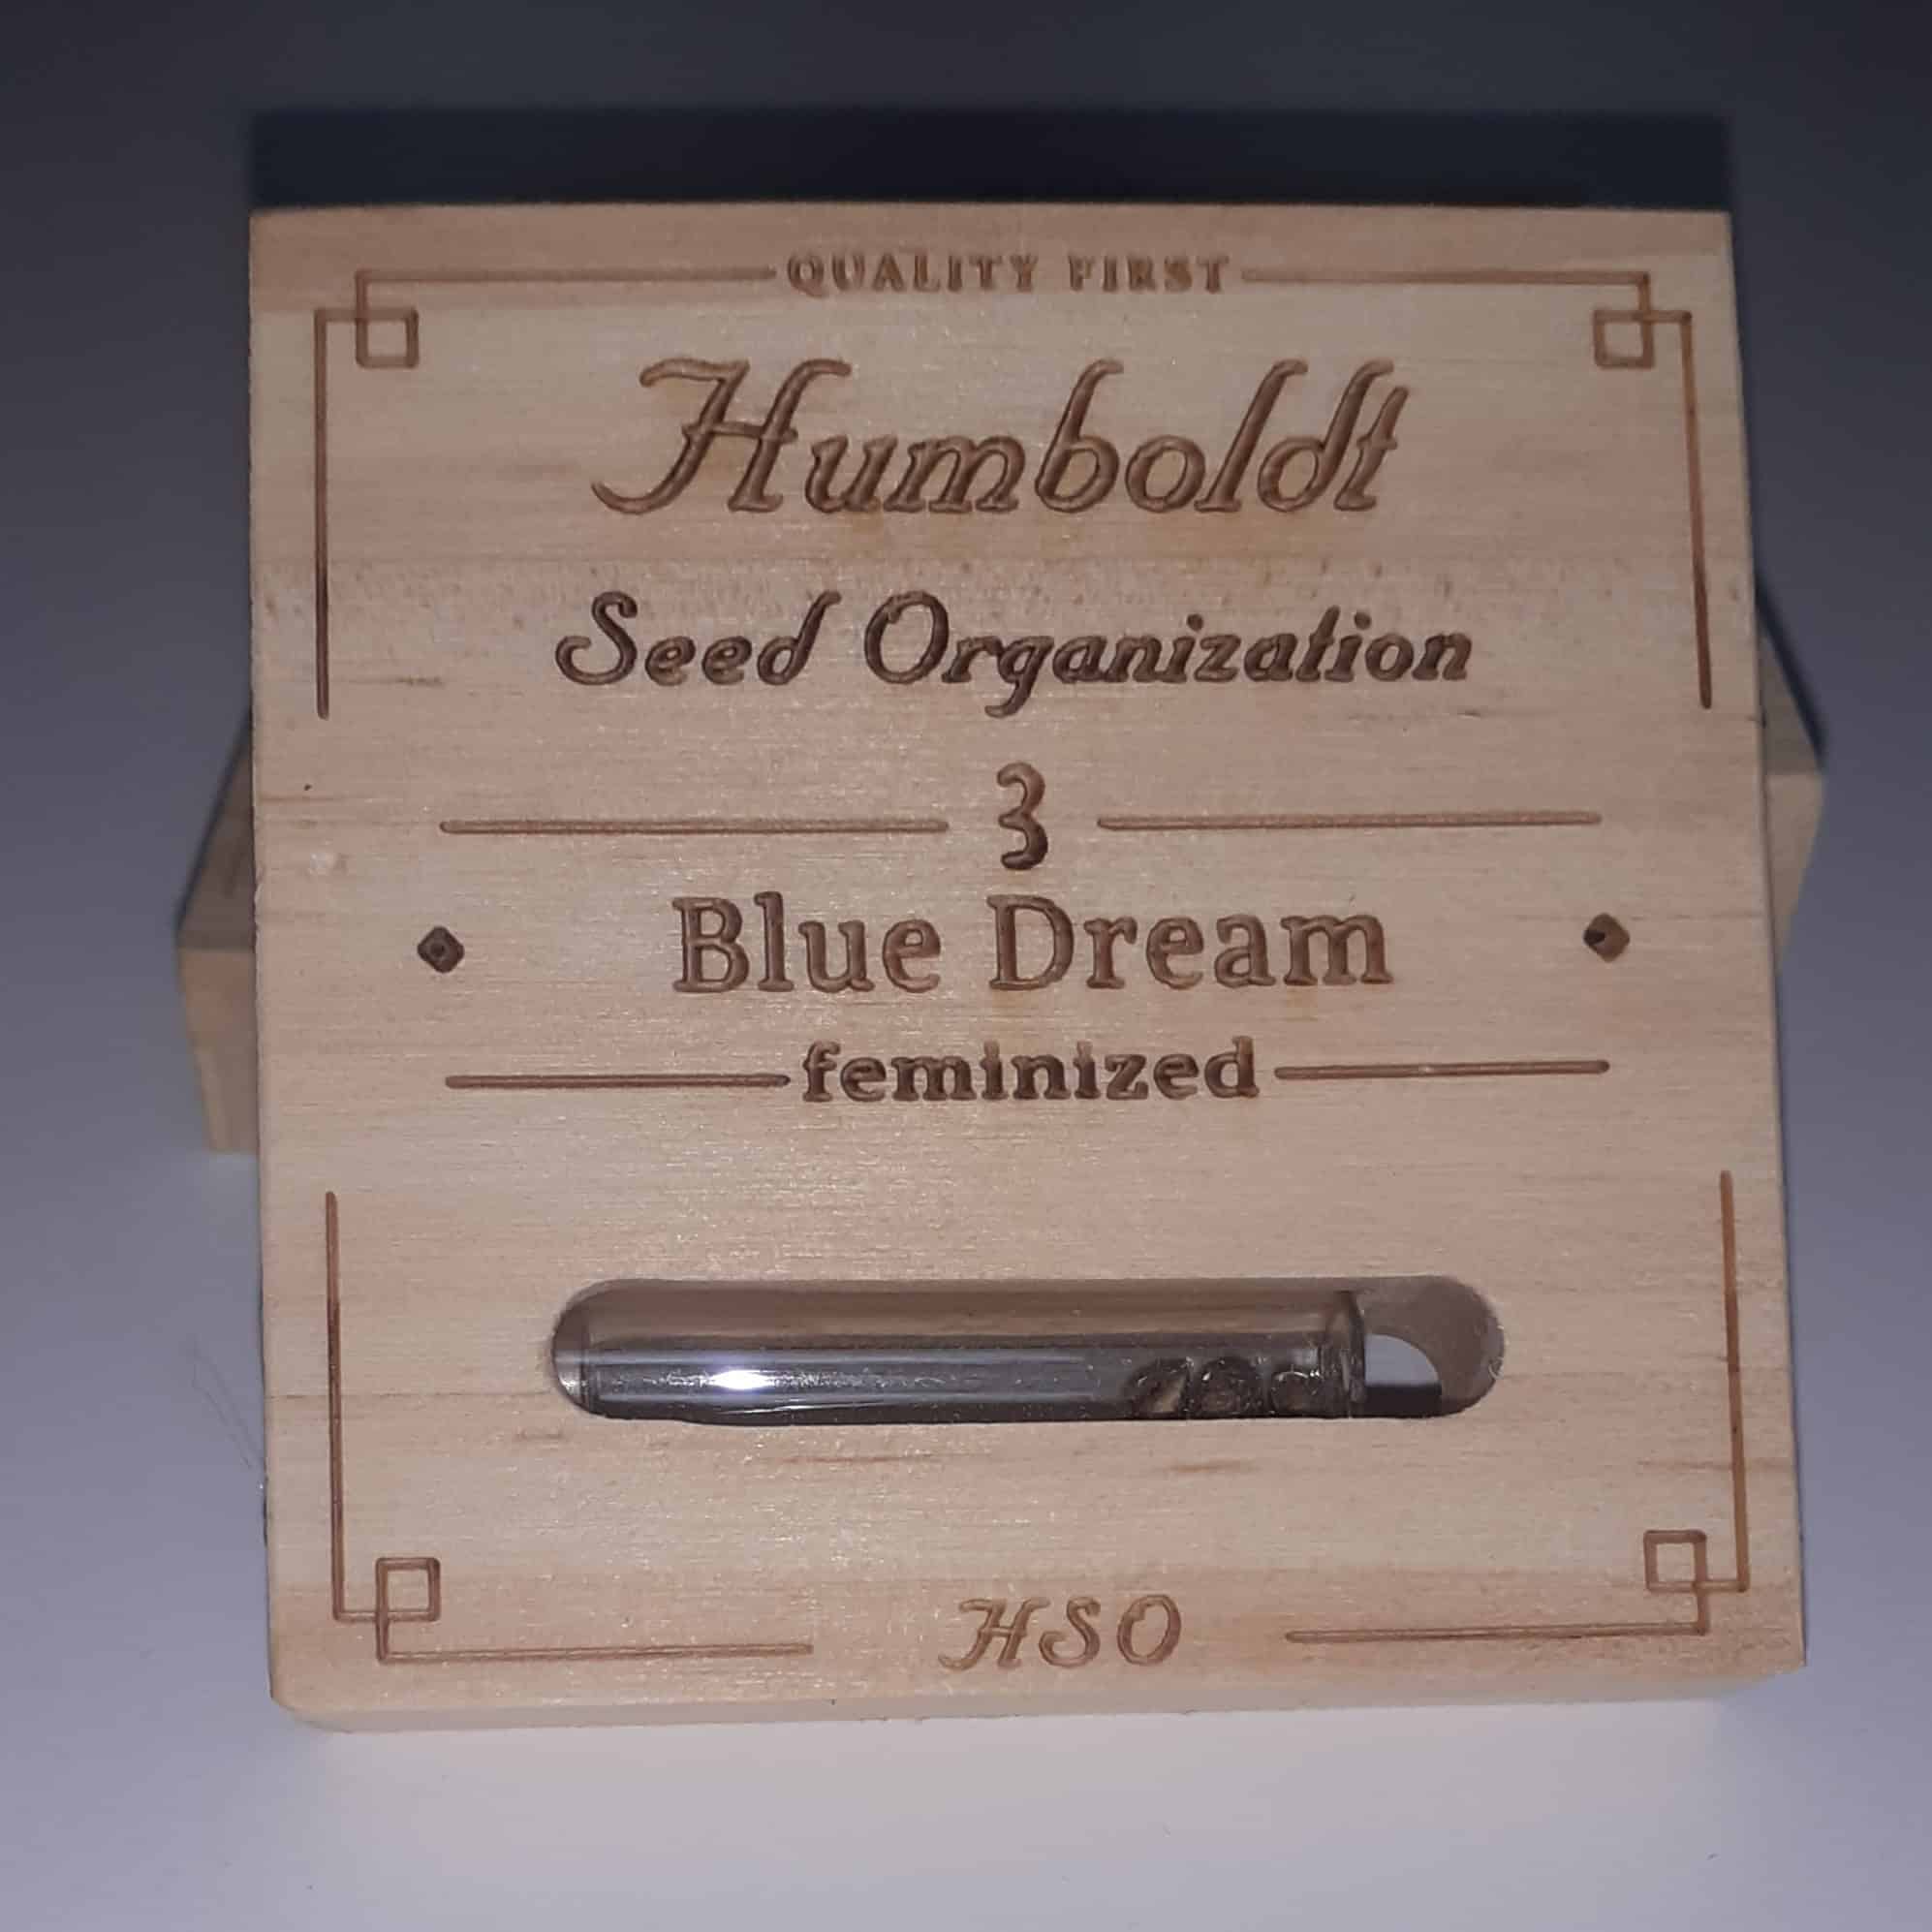 QUALITY FIRST
Humboldt
Seed Organization
3
Blue Dream
feminized
HSO